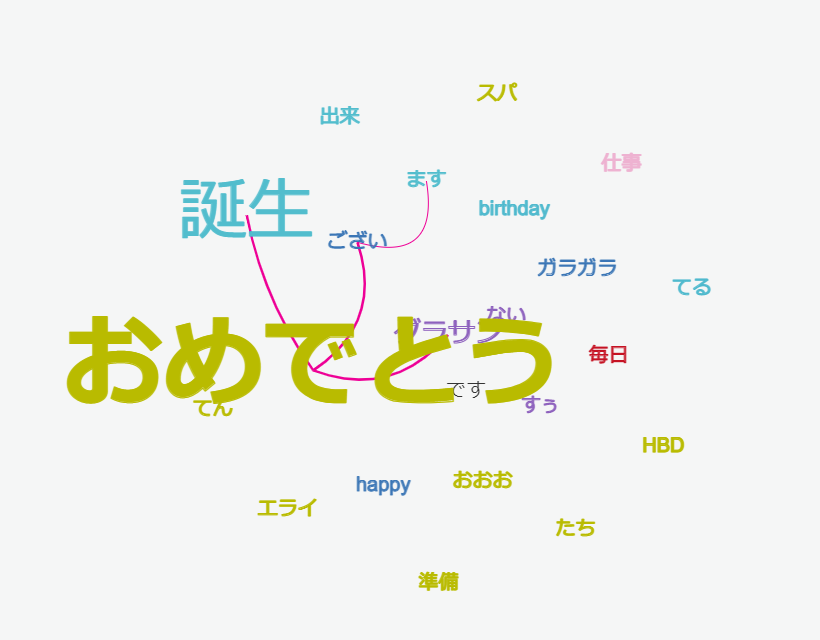 スパ
出来
仕事
ます
誕生
birthday
ござい
ガラガラ
てる
ない
グラサン
おめでとう
毎日
です
すぅ
てん
HBD
おおお
happy
エライ
たち
準備